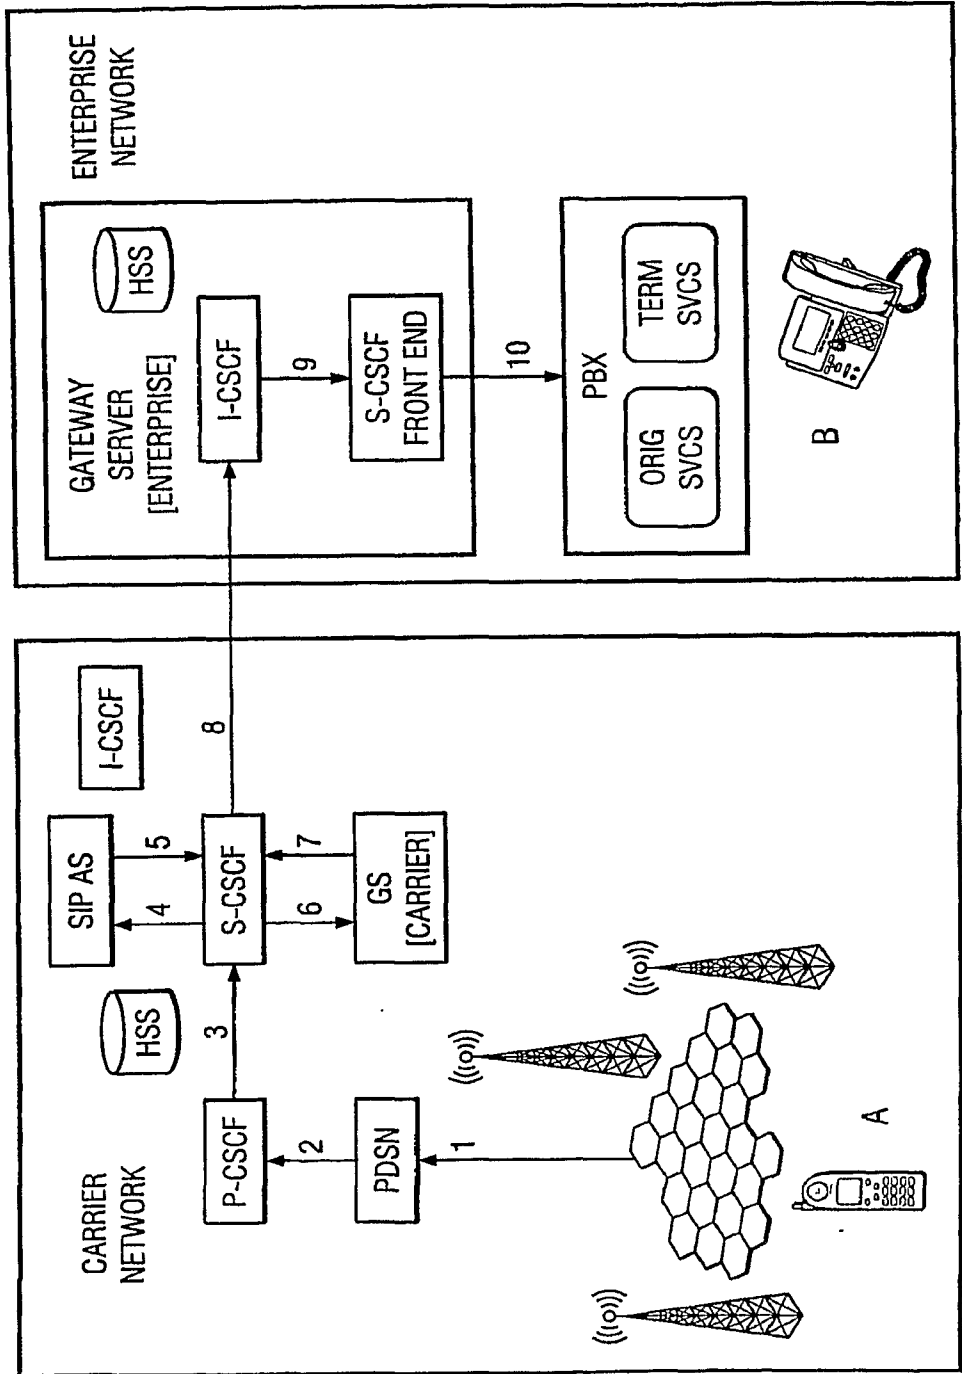 CARRIER
NETWORK
HSS
SIP AS
I-CSCF
4
5
P-CSCF
3
S-CSCF
8
2
6
7
PDSN
GS
[CARRIER]
1
A
ENTERPRISE
NETWORK
GATEWAY
SERVER
[ENTERPRISE]
HSS
I-CSCF
9
S-CSCF
FRONT END
10
PBX
ORIG
SVCS
TERM
SVCS
B